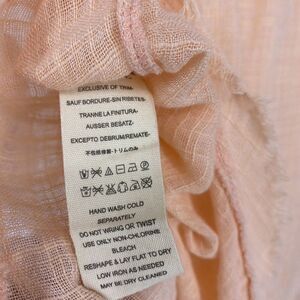 EXCLUSIVE OF TRIM-
SAUF BORDURE-SIN RIBETES-
TRANNE LA FINITURA-
AUSSER BESATZ-
EXCEPTO DEBRUM/REMATE-
HAND WASH COLD
SEPARATELY
DO NOT WRING OR TWIST
USE ONLY NON-CHLORINE
BLEACH
RESHAPE & LAY FLAT TO DRY
LOW IRON AS NEEDED
MAY BE DRY CLEANED